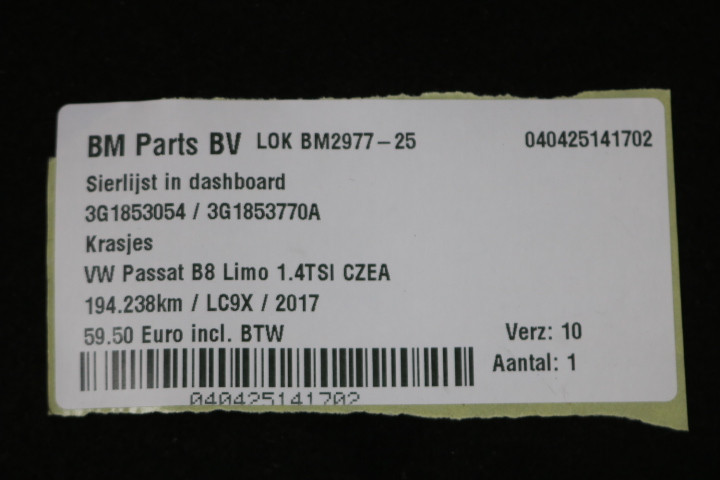 BM Parts BV LOK BM2977-25 040425141702
Sierlijst in dashboard
3G1853054 / 3G1853770A
Krasjes
VW Passat B8 Limo 1.4TSI CZEA
194.238km / LC9X / 2017
59.50 Euro incl. BTW Verz: 10
Aantal: 1
040425141702